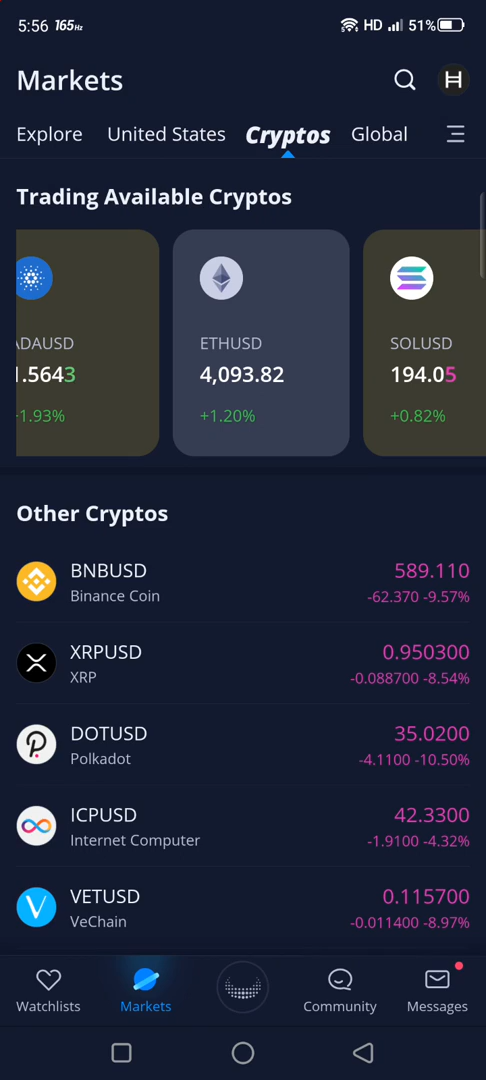 5:56 165Hz HD 51%
Markets
Explore United States Cryptos Global
Trading Available Cryptos
ADAUSD ETHUSD SOLUSD
1.5643 4,093.82 194.05
1.93% +1.20% +0.82%
Other Cryptos
BNBUSD 589.110
Binance Coin -62.370 -9.57%
XRPUSD 0.950300
XRP -0.088700 -8.54%
DOTUSD 35.0200
Polkadot -4.1100 -10.50%
ICPUSD 42.3300
Internet Computer -1.9100 -4.32%
VETUSD 0.115700
VeChain -0.011400 -8.97%
Watchlists Markets Community Messages